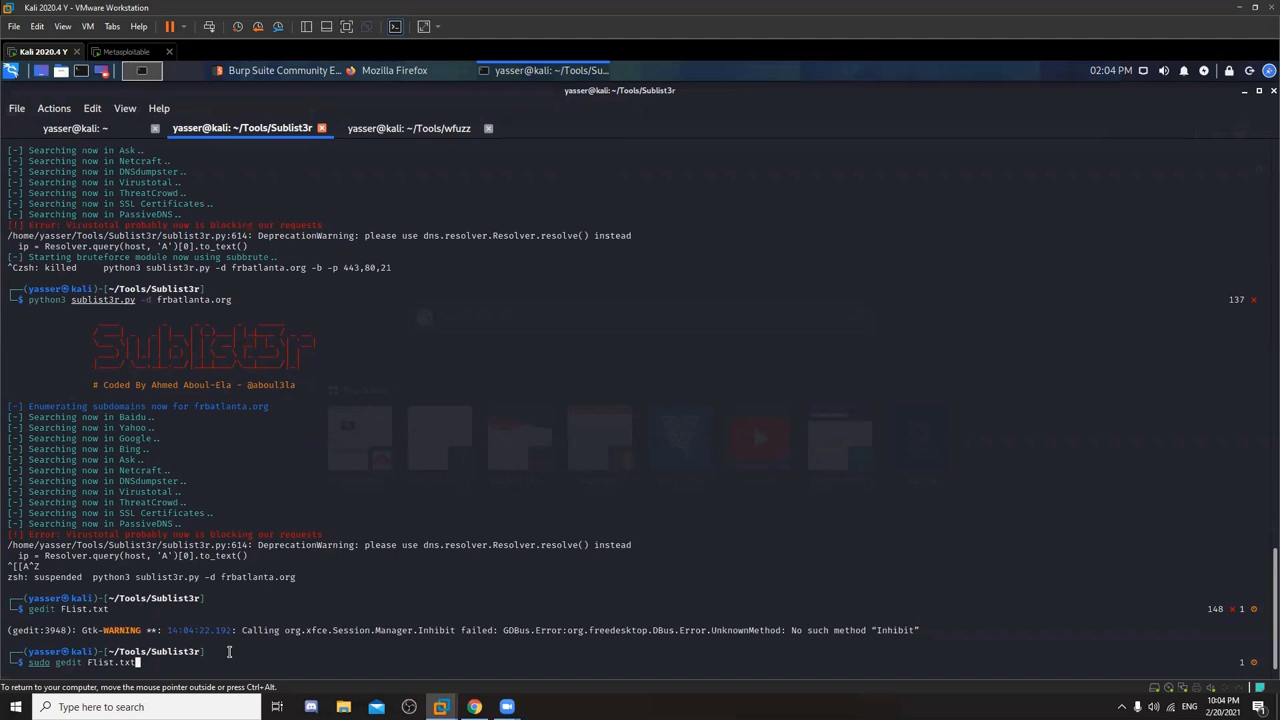 Kali 2020.4 Y - VMware Workstation
File Edit View VM Tabs Help
Kali 2020.4 Y Metasploitable
Burp Suite Community E... Mozilla Firefox yasser@kali: ~/Tools/Su... 02:04 PM
yasser@kali: ~/Tools/Sublist3r
File Actions Edit View Help
yasser@kali: ~ yasser@kali: ~/Tools/Sublist3r yasser@kali: ~/Tools/wfuzz
[-] Searching now in Ask..
[-] Searching now in Netcraft..
[-] Searching now in DNSdumpster..
[-] Searching now in Virustotal..
[-] Searching now in ThreatCrowd..
[-] Searching now in SSL Certificates..
[-] Searching now in PassiveDNS..
[!] Error: Virustotal probably now is blocking our requests
/home/yasser/Tools/Sublist3r/sublist3r.py:614: DeprecationWarning: please use dns.resolver.Resolver.resolve() instead
ip = Resolver.query(host, 'A')[0].to_text()
[-] Starting bruteforce module now using subbrute..
^Czsh: killed python3 sublist3r.py -d frbatlanta.org -b -p 443,80,21
(yasser㉿kali)-[~/Tools/Sublist3r]
$ python3 sublist3r.py -d frbatlanta.org 137 ⨯
Sublist3r
# Coded By Ahmed Aboul-Ela - @aboul3la
[-] Enumerating subdomains now for frbatlanta.org
[-] Searching now in Baidu..
[-] Searching now in Yahoo..
[-] Searching now in Google..
[-] Searching now in Bing..
[-] Searching now in Ask..
[-] Searching now in Netcraft..
[-] Searching now in DNSdumpster..
[-] Searching now in Virustotal..
[-] Searching now in ThreatCrowd..
[-] Searching now in SSL Certificates..
[-] Searching now in PassiveDNS..
[!] Error: Virustotal probably now is blocking our requests
/home/yasser/Tools/Sublist3r/sublist3r.py:614: DeprecationWarning: please use dns.resolver.Resolver.resolve() instead
ip = Resolver.query(host, 'A')[0].to_text()
^[[A^Z
zsh: suspended python3 sublist3r.py -d frbatlanta.org
(yasser㉿kali)-[~/Tools/Sublist3r]
$ gedit FList.txt 148 ⨯ 1 ⚙
(gedit:3948): Gtk-WARNING **: 14:04:22.192: Calling org.xfce.Session.Manager.Inhibit failed: GDBus.Error:org.freedesktop.DBus.Error.UnknownMethod: No such method “Inhibit”
(yasser㉿kali)-[~/Tools/Sublist3r]
$ sudo gedit Flist.txt 1 ⚙
To return to your computer, move the mouse pointer outside or press Ctrl+Alt.
Type here to search
ENG 10:04 PM
2/20/2021